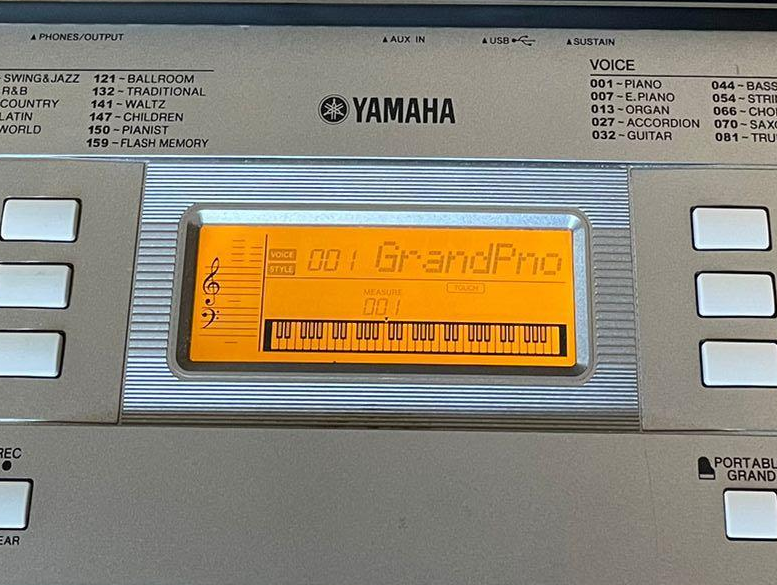 ▲PHONES/OUTPUT
▲AUX IN
▲USB
▲SUSTAIN
~SWING&JAZZ
R&B
COUNTRY
LATIN
WORLD
121~BALLROOM
132~TRADITIONAL
141~WALTZ
147~CHILDREN
150~PIANIST
159~FLASH MEMORY
YAMAHA
VOICE
001~PIANO
007~E.PIANO
013~ORGAN
027~ACCORDION
032~GUITAR
044~BASS
054~STRI
066~CHO
070~SAXO
081~TRU
VOICE
STYLE
001 GrandPno
MEASURE
001
TOUCH
REC
EAR
PORTABL
GRAND